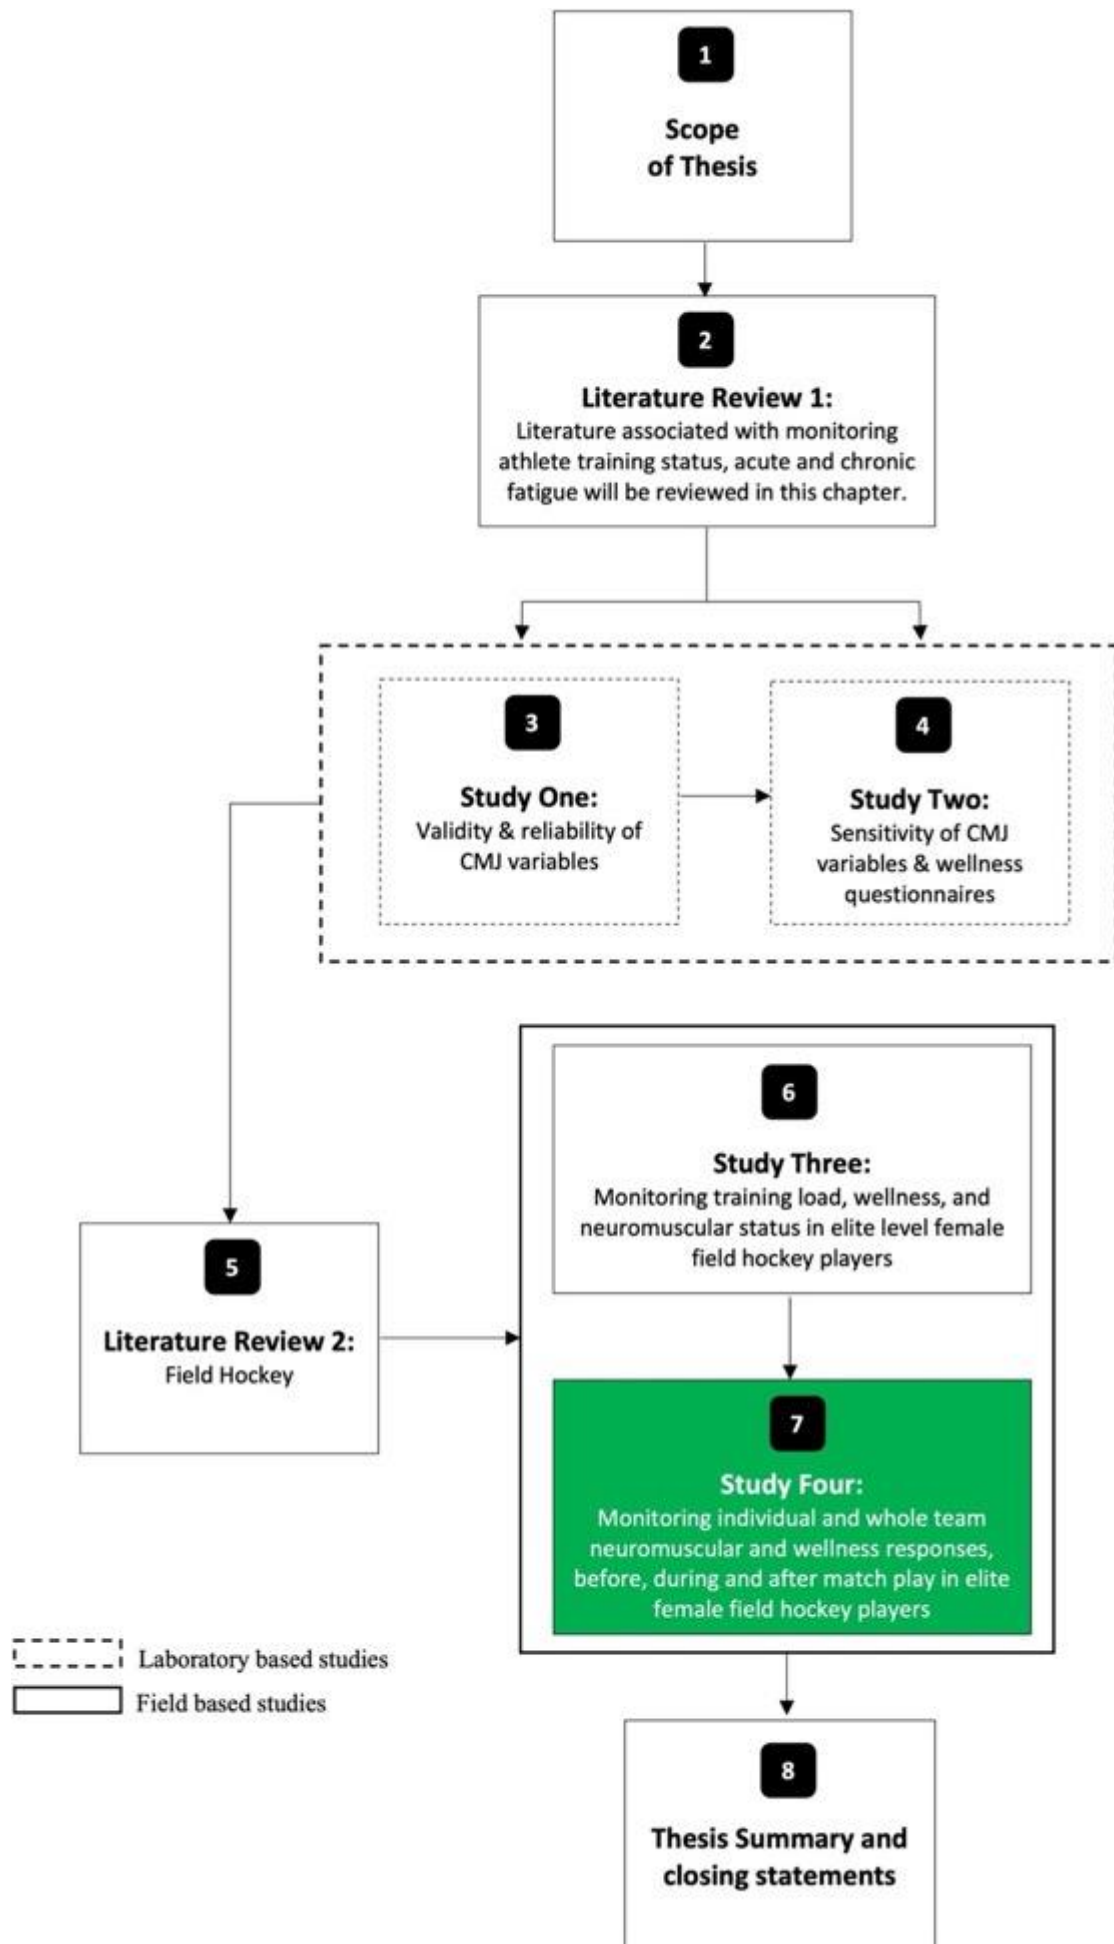 1
Scope
of Thesis
2
Literature Review 1:
Literature associated with monitoring
athlete training status, acute and chronic
fatigue will be reviewed in this chapter.
3
Study One:
Validity & reliability of
CMJ variables
4
Study Two:
Sensitivity of CMJ
variables & wellness
questionnaires
5
Literature Review 2:
Field Hockey
6
Study Three:
Monitoring training load, wellness, and
neuromuscular status in elite level female
field hockey players
7
Study Four:
Monitoring individual and whole team
neuromuscular and wellness responses,
before, during and after match play in elite
female field hockey players
Laboratory based studies
Field based studies
8
Thesis Summary and
closing statements